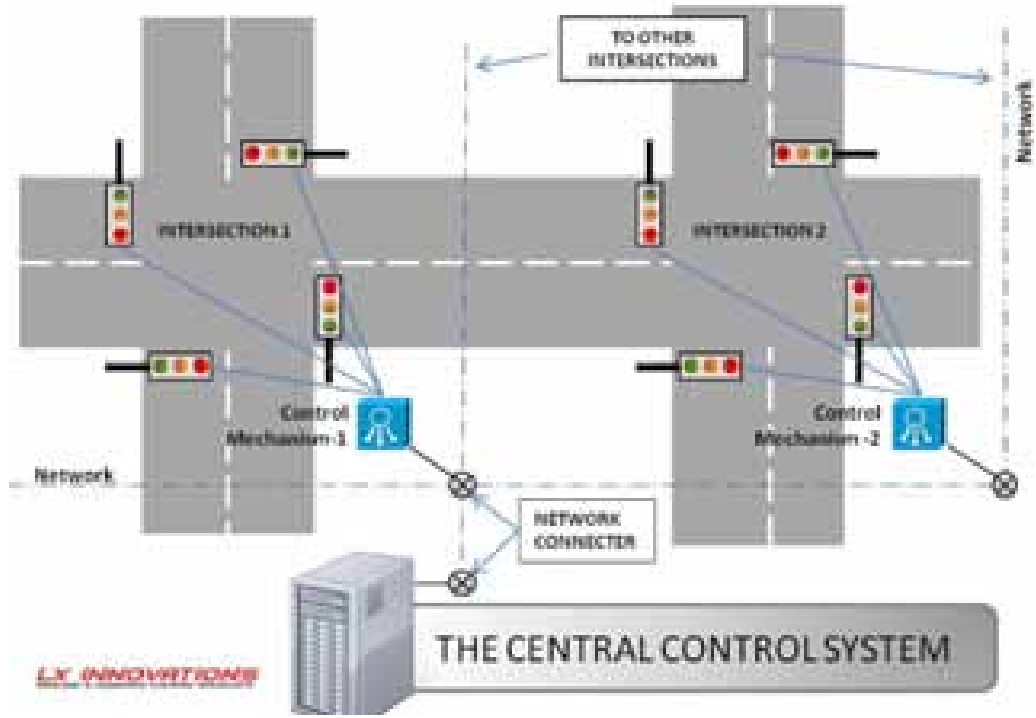 TO OTHER
INTERSECTIONS
Network
INTERSECTION 1
INTERSECTION 2
Control
Mechanism-1
Control
Mechanism -2
Network
NETWORK
CONNECTER
THE CENTRAL CONTROL SYSTEM
LX INNOVATIONS